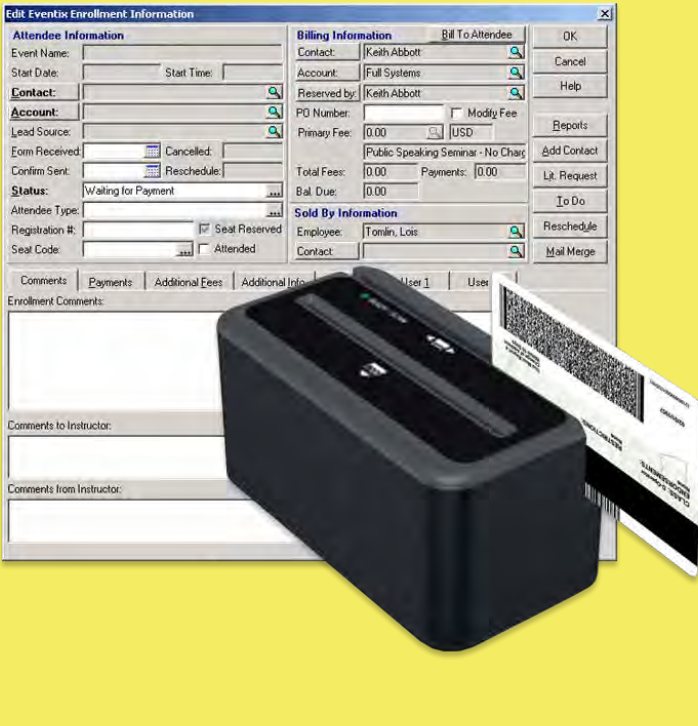 Edit Eventix Enrollment Information
Attendee Information
Event Name:
Start Date: Start Time:
Contact:
Account:
Lead Source:
Form Received: Cancelled:
Confirm Sent: Reschedule:
Status: Waiting for Payment ...
Attendee Type: ...
Registration #: Seat Reserved
Seat Code: ... Attended
Billing Information Bill To Attendee
Contact: Keith Abbott
Account: Full Systems
Reserved by: Keith Abbott
PO Number: Modify Fee
Primary Fee: 0.00 USD
Public Speaking Seminar - No Charg
Total Fees: 0.00 Payments: 0.00
Bal. Due: 0.00
Sold By Information
Employee: Tomlin, Lois
Contact:
OK
Cancel
Help
Reports
Add Contact
Lit. Request
To Do
Reschedule
Mail Merge
Comments Payments Additional Fees Additional Info User 1 User
Enrollment Comments:
Comments to Instructor:
Comments from Instructor:
RESTRICTIONS:
CLASS:
ENDORSEMENTS: